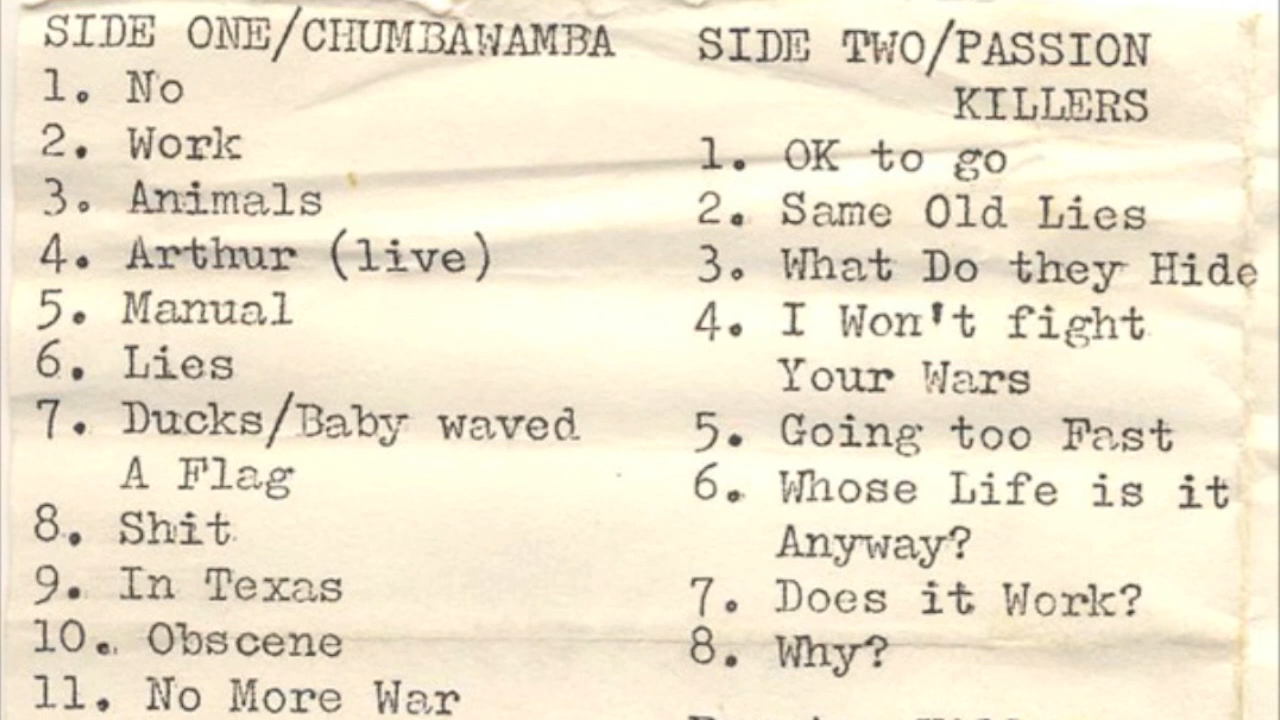 SIDE ONE/CHUMBAWAMBA
1. No
2. Work
3. Animals
4. Arthur (live)
5. Manual
6. Lies
7. Ducks/Baby waved
A Flag
8. Shit
9. In Texas
10. Obscene
11. No More War
SIDE TWO/PASSION
KILLERS
1. OK to go
2. Same Old Lies
3. What Do they Hide
4. I Won't fight
Your Wars
5. Going too Fast
6. Whose Life is it
Anyway?
7. Does it Work?
8. Why?